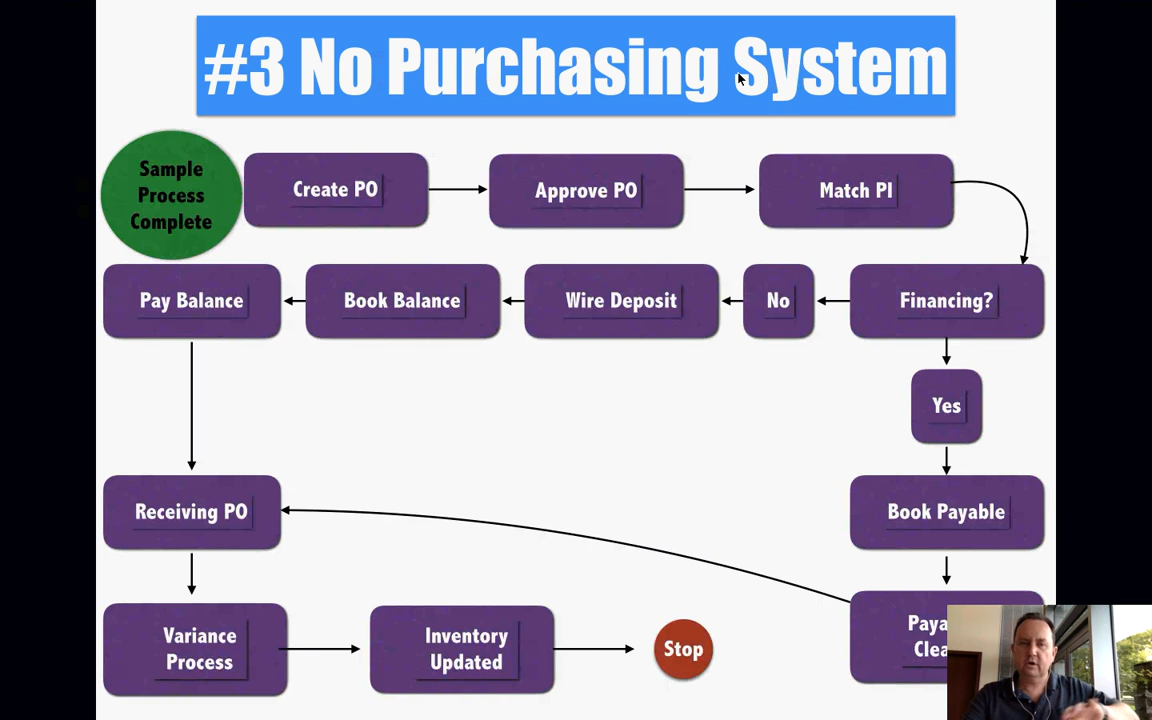 #3 No Purchasing System
Sample
Process
Complete
Create PO
Approve PO
Match PI
Pay Balance
Book Balance
Wire Deposit
No
Financing?
Yes
Receiving PO
Book Payable
Variance
Process
Inventory
Updated
Stop